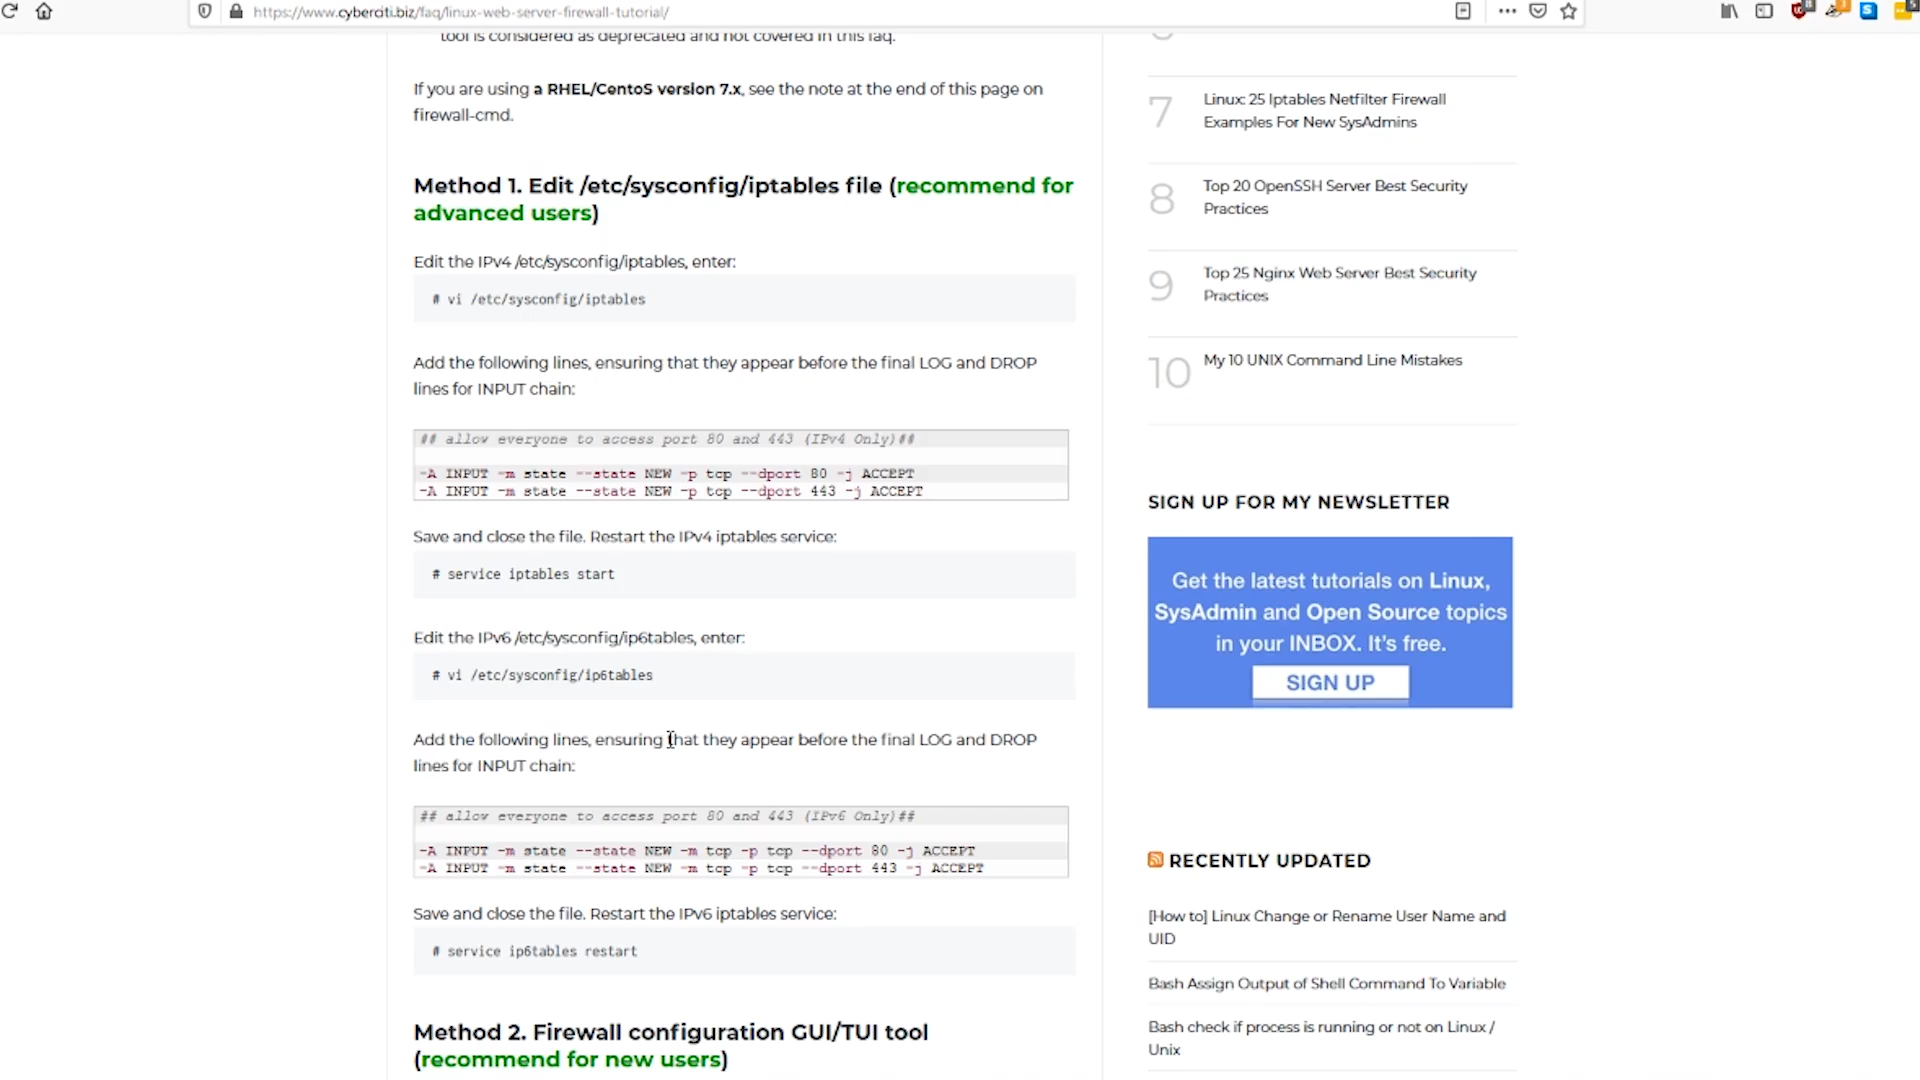 https://www.cyberciti.biz/faq/linux-web-server-firewall-tutorial/
tool is considered as deprecated and not covered in this faq.
If you are using a RHEL/CentoS version 7.x, see the note at the end of this page on
firewall-cmd.
Method 1. Edit /etc/sysconfig/iptables file (recommend for
advanced users)
Edit the IPv4 /etc/sysconfig/iptables, enter:
# vi /etc/sysconfig/iptables
Add the following lines, ensuring that they appear before the final LOG and DROP
lines for INPUT chain:
## allow everyone to access port 80 and 443 (IPv4 Only)##
-A INPUT -m state --state NEW -p tcp --dport 80 -j ACCEPT
-A INPUT -m state --state NEW -p tcp --dport 443 -j ACCEPT
Save and close the file. Restart the IPv4 iptables service:
# service iptables start
Edit the IPv6 /etc/sysconfig/ip6tables, enter:
# vi /etc/sysconfig/ip6tables
Add the following lines, ensuring that they appear before the final LOG and DROP
lines for INPUT chain:
## allow everyone to access port 80 and 443 (IPv6 Only)##
-A INPUT -m state --state NEW -m tcp -p tcp --dport 80 -j ACCEPT
-A INPUT -m state --state NEW -m tcp -p tcp --dport 443 -j ACCEPT
Save and close the file. Restart the IPv6 iptables service:
# service ip6tables restart
Method 2. Firewall configuration GUI/TUI tool
(recommend for new users)
7 Linux: 25 Iptables Netfilter Firewall
Examples For New SysAdmins
8 Top 20 OpenSSH Server Best Security
Practices
9 Top 25 Nginx Web Server Best Security
Practices
10 My 10 UNIX Command Line Mistakes
SIGN UP FOR MY NEWSLETTER
Get the latest tutorials on Linux,
SysAdmin and Open Source topics
in your INBOX. It's free.
SIGN UP
RECENTLY UPDATED
[How to] Linux Change or Rename User Name and
UID
Bash Assign Output of Shell Command To Variable
Bash check if process is running or not on Linux /
Unix